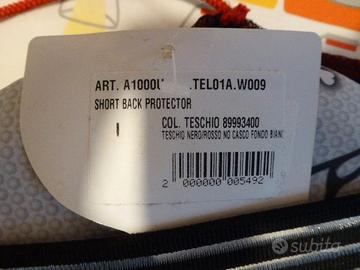 ART. A1000 .TEL01A.W009
SHORT BACK PROTECTOR
COL. TESCHIO 89993400
TESCHIO NERO/ROSSO NO CASCO FONDO BIANC
2 000000 005492
subito